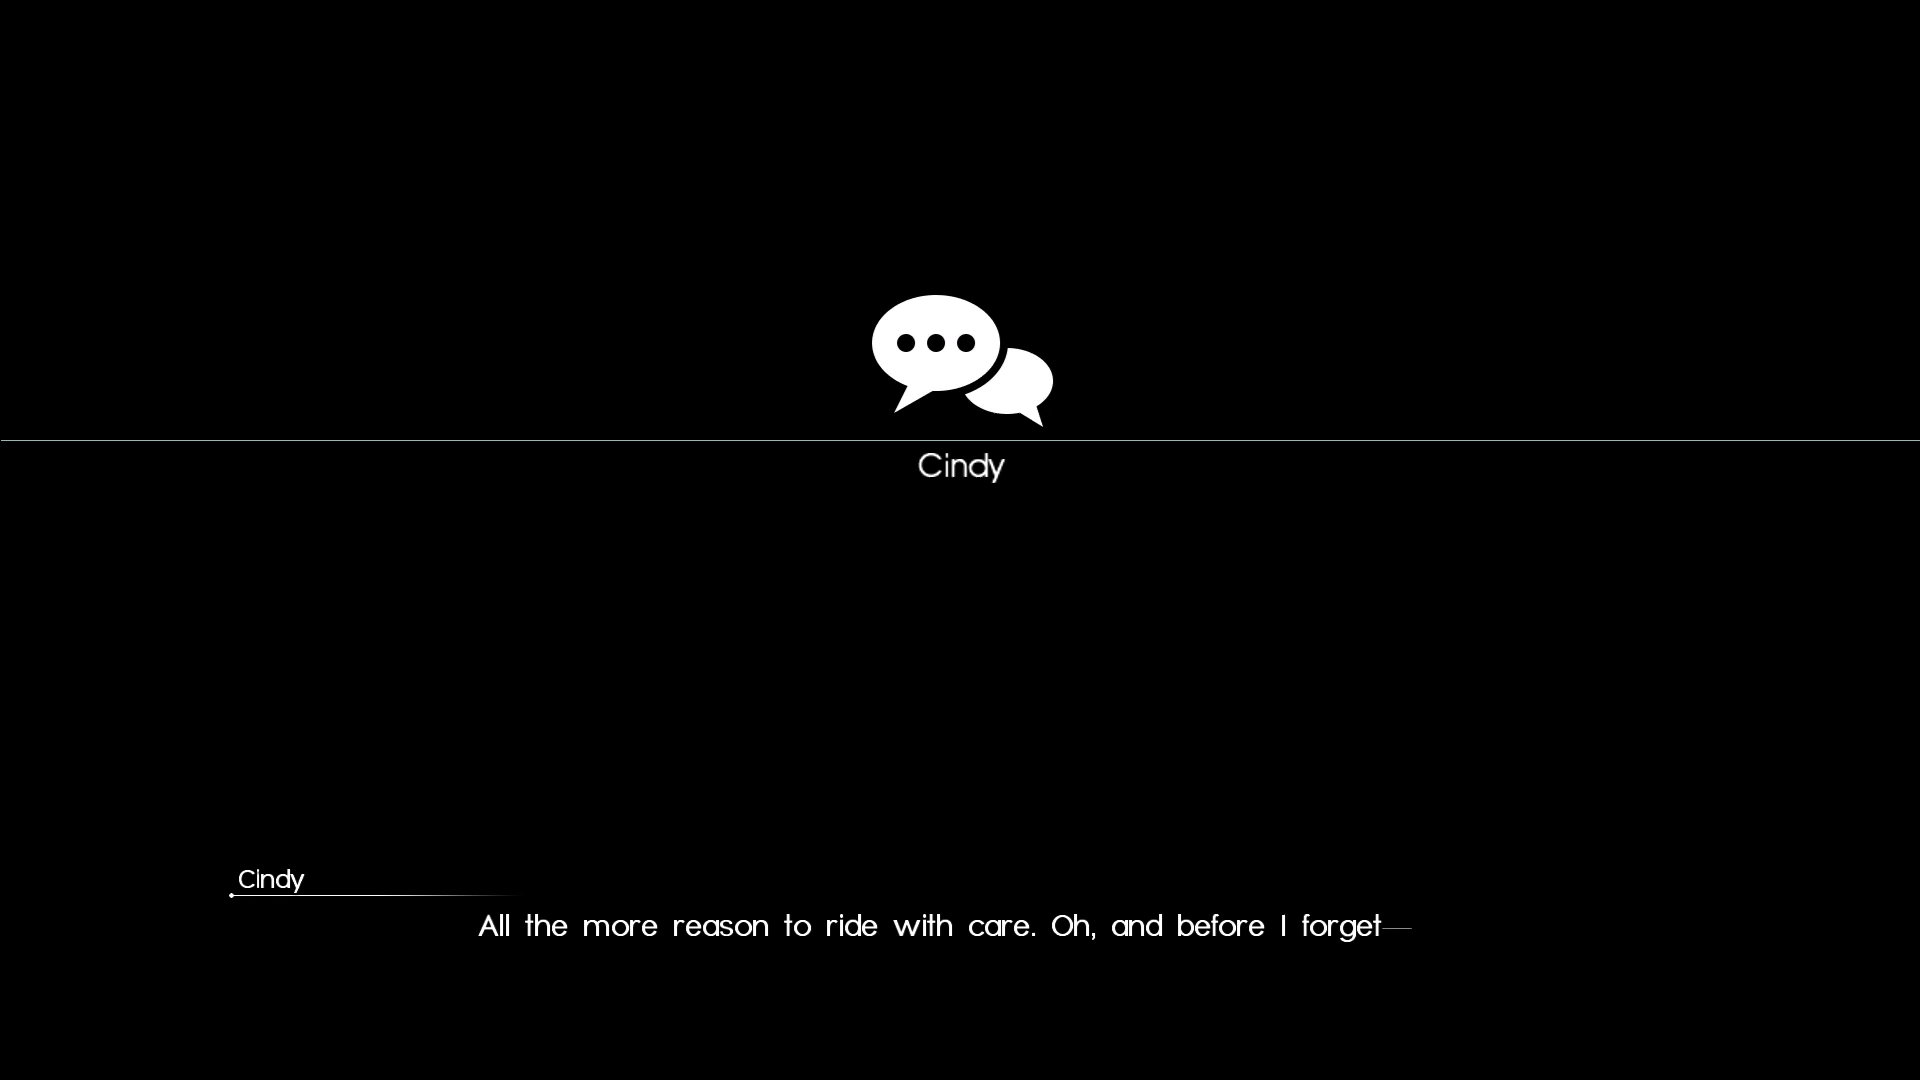 Cindy
Cindy
All the more reason to ride with care. Oh, and before I forget—